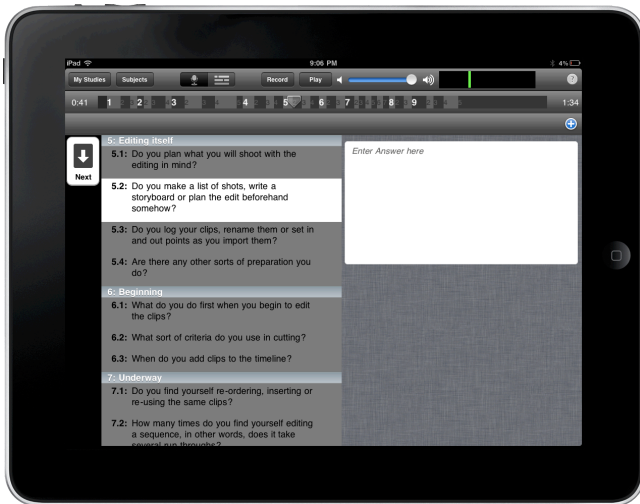 iPad 9:06 PM 4%
My Studies Subjects Record Play ?
0:41 1 2 3 4 5 6 7 8 9 1:34
5: Editing itself
Next
5.1: Do you plan what you will shoot with the
editing in mind?
Enter Answer here
5.2: Do you make a list of shots, write a
storyboard or plan the edit beforehand
somehow?
5.3: Do you log your clips, rename them or set in
and out points as you import them?
5.4: Are there any other sorts of preparation you
do?
6: Beginning
6.1: What do you do first when you begin to edit
the clips?
6.2: What sort of criteria do you use in cutting?
6.3: When do you add clips to the timeline?
7: Underway
7.1: Do you find yourself re-ordering, inserting or
re-using the same clips?
7.2: How many times do you find yourself editing
a sequence, in other words, does it take
several run throughs?